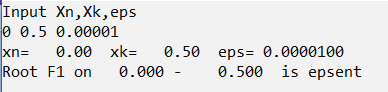 Input Xn,Xk,eps
0 0.5 0.00001
xn=   0.00  xk=   0.50  eps= 0.0000100
Root F1 on   0.000 -    0.500  is epsent